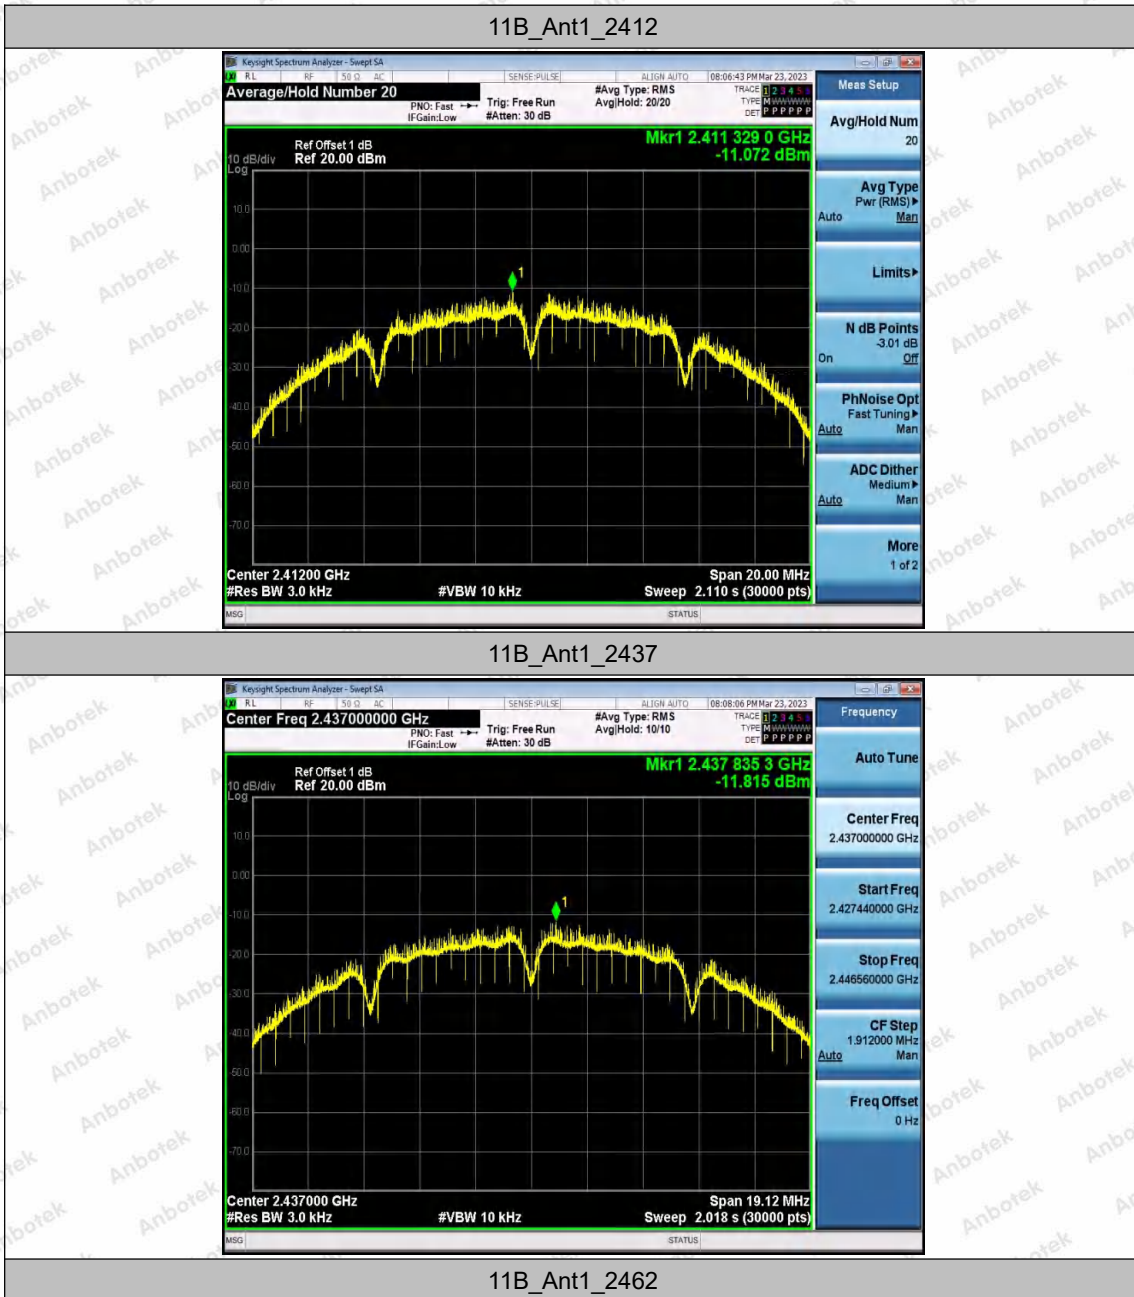 11B_Ant1_2412
Keysight Spectrum Analyzer - Swept SA
RL RF 50 Ω AC SENSE:PULSE ALIGN AUTO 08:06:43 PM Mar 23, 2023
Average/Hold Number 20
PNO: Fast
IFGain:Low
Trig: Free Run
#Atten: 30 dB
#Avg Type: RMS
Avg|Hold: 20/20
TRACE 1 2 3 4 5 6
TYPE M W W W W W
DET P P P P P P
Mkr1 2.411 329 0 GHz
-11.072 dBm
Ref Offset 1 dB
10 dB/div Ref 20.00 dBm
Log
10.0
0.00
-10.0
-20.0
-30.0
-40.0
-50.0
-60.0
-70.0
1
Center 2.41200 GHz Span 20.00 MHz
#Res BW 3.0 kHz #VBW 10 kHz Sweep 2.110 s (30000 pts)
MSG STATUS
Meas Setup
Avg/Hold Num
20
Avg Type
Pwr (RMS)
Auto Man
Limits
N dB Points
-3.01 dB
On Off
PhNoise Opt
Fast Tuning
Auto Man
ADC Dither
Medium
Auto Man
More
1 of 2
11B_Ant1_2437
Keysight Spectrum Analyzer - Swept SA
RL RF 50 Ω AC SENSE:PULSE ALIGN AUTO 08:08:06 PM Mar 23, 2023
Center Freq 2.437000000 GHz
PNO: Fast
IFGain:Low
Trig: Free Run
#Atten: 30 dB
#Avg Type: RMS
Avg|Hold: 10/10
TRACE 1 2 3 4 5 6
TYPE M W W W W W
DET P P P P P P
Mkr1 2.437 835 3 GHz
-11.815 dBm
Ref Offset 1 dB
10 dB/div Ref 20.00 dBm
Log
10.0
0.00
-10.0
-20.0
-30.0
-40.0
-50.0
-60.0
-70.0
1
Center 2.437000 GHz Span 19.12 MHz
#Res BW 3.0 kHz #VBW 10 kHz Sweep 2.018 s (30000 pts)
MSG STATUS
Frequency
Auto Tune
Center Freq
2.437000000 GHz
Start Freq
2.427440000 GHz
Stop Freq
2.446560000 GHz
CF Step
1.912000 MHz
Auto Man
Freq Offset
0 Hz
11B_Ant1_2462
Anbotek